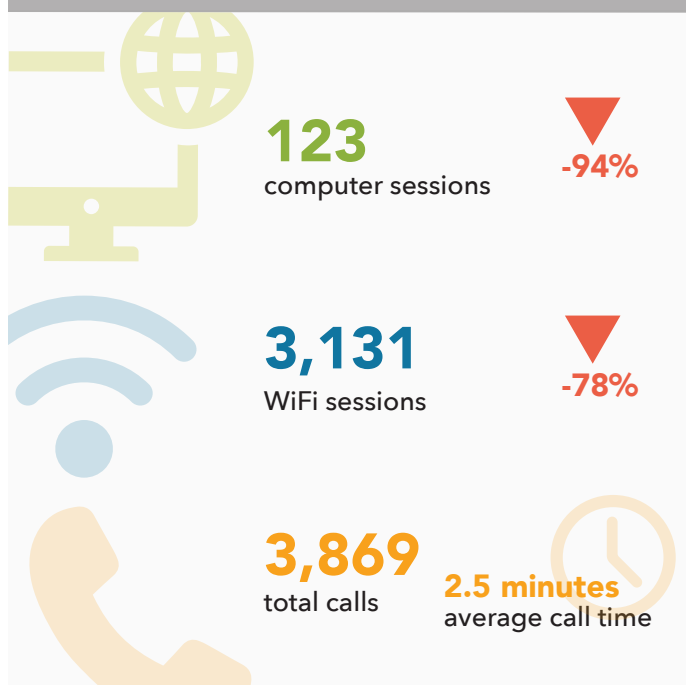 123
computer sessions
-94%
3,131
WiFi sessions
-78%
3,869
total calls
2.5 minutes
average call time